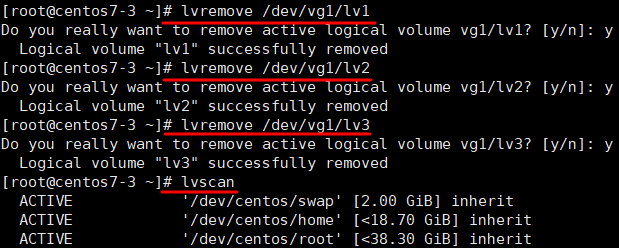 [root@centos7-3 ~]# lvremove /dev/vg1/lv1
Do you really want to remove active logical volume vg1/lv1? [y/n]: y
  Logical volume "lv1" successfully removed
[root@centos7-3 ~]# lvremove /dev/vg1/lv2
Do you really want to remove active logical volume vg1/lv2? [y/n]: y
  Logical volume "lv2" successfully removed
[root@centos7-3 ~]# lvremove /dev/vg1/lv3
Do you really want to remove active logical volume vg1/lv3? [y/n]: y
  Logical volume "lv3" successfully removed
[root@centos7-3 ~]# lvscan
  ACTIVE            '/dev/centos/swap' [2.00 GiB] inherit
  ACTIVE            '/dev/centos/home' [<18.70 GiB] inherit
  ACTIVE            '/dev/centos/root' [<38.30 GiB] inherit